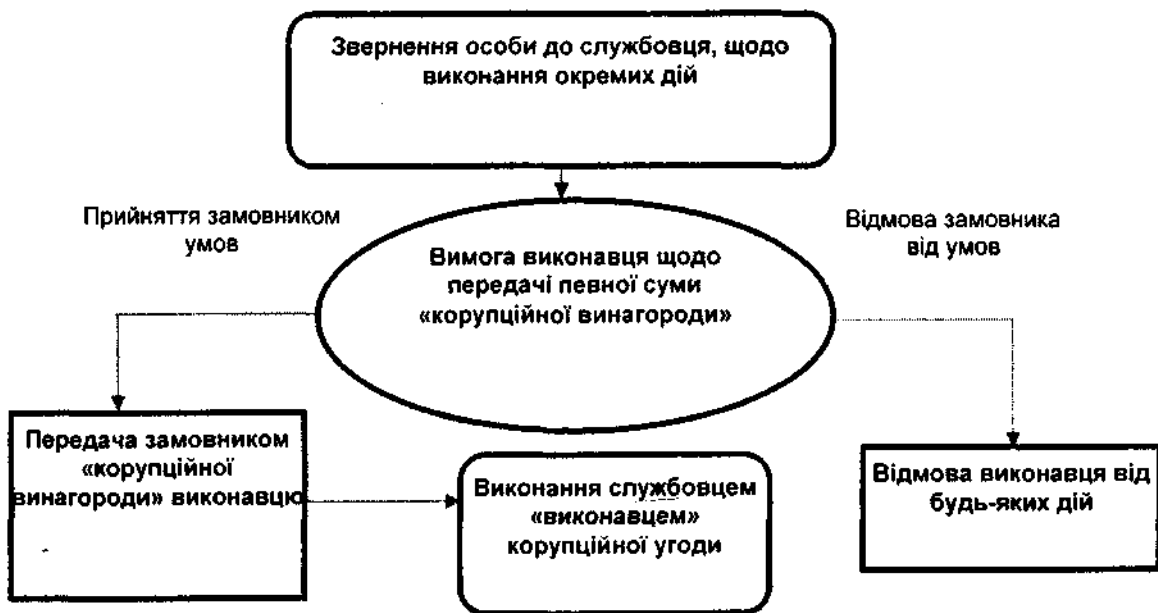 Звернення особи до службовця, щодо
виконання окремих дій
Прийняття замовником
умов
Відмова замовника
від умов
Вимога виконавця щодо
передачі певної суми
«корупційної винагороди»
Передача замовником
«корупційної
винагороди» виконавцю
Виконання службовцем
«виконавцем»
корупційної угоди
Відмова виконавця від
будь-яких дій